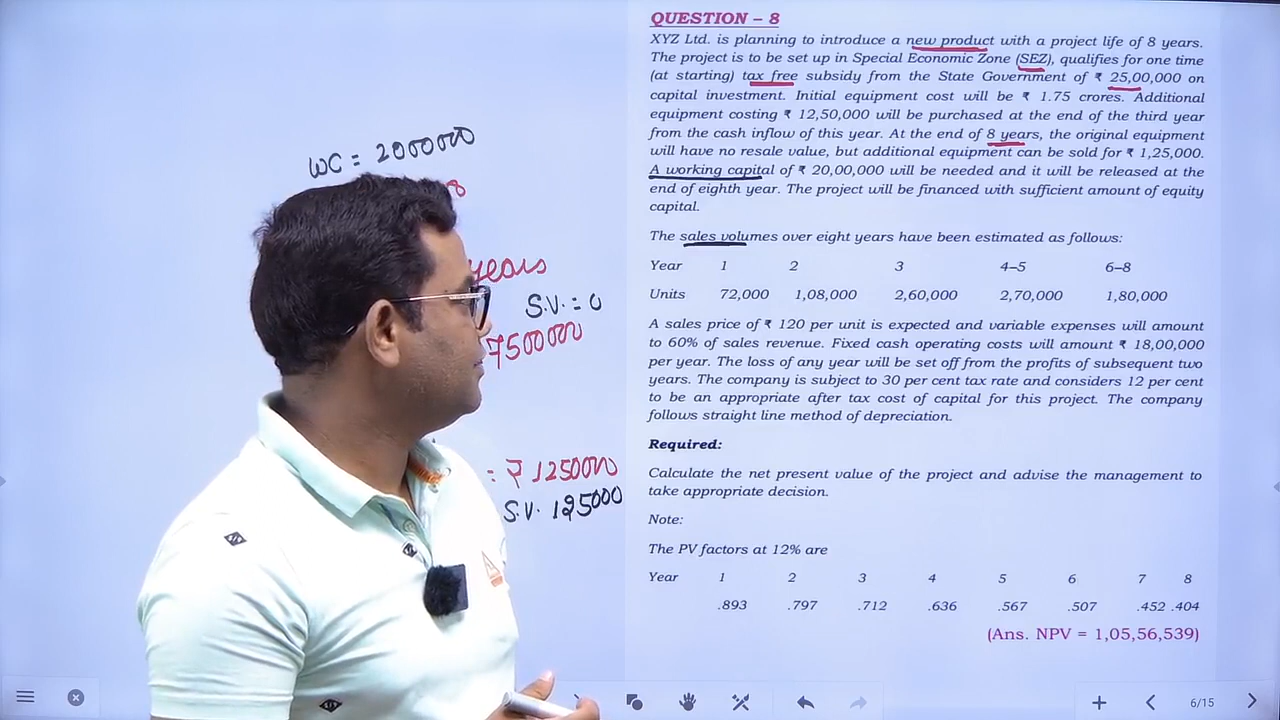 WC = 2000000
8
years
S.V. = 0
7500000
= ₹ 1250000
S.V. 125000
QUESTION – 8
XYZ Ltd. is planning to introduce a new product with a project life of 8 years.
The project is to be set up in Special Economic Zone (SEZ), qualifies for one time
(at starting) tax free subsidy from the State Government of ₹ 25,00,000 on
capital investment. Initial equipment cost will be ₹ 1.75 crores. Additional
equipment costing ₹ 12,50,000 will be purchased at the end of the third year
from the cash inflow of this year. At the end of 8 years, the original equipment
will have no resale value, but additional equipment can be sold for ₹ 1,25,000.
A working capital of ₹ 20,00,000 will be needed and it will be released at the
end of eighth year. The project will be financed with sufficient amount of equity
capital.
The sales volumes over eight years have been estimated as follows:
Year 1 2 3 4–5 6–8
Units 72,000 1,08,000 2,60,000 2,70,000 1,80,000
A sales price of ₹ 120 per unit is expected and variable expenses will amount
to 60% of sales revenue. Fixed cash operating costs will amount ₹ 18,00,000
per year. The loss of any year will be set off from the profits of subsequent two
years. The company is subject to 30 per cent tax rate and considers 12 per cent
to be an appropriate after tax cost of capital for this project. The company
follows straight line method of depreciation.
Required:
Calculate the net present value of the project and advise the management to
take appropriate decision.
Note:
The PV factors at 12% are
Year 1 2 3 4 5 6 7 8
.893 .797 .712 .636 .567 .507 .452 .404
(Ans. NPV = 1,05,56,539)
6/15